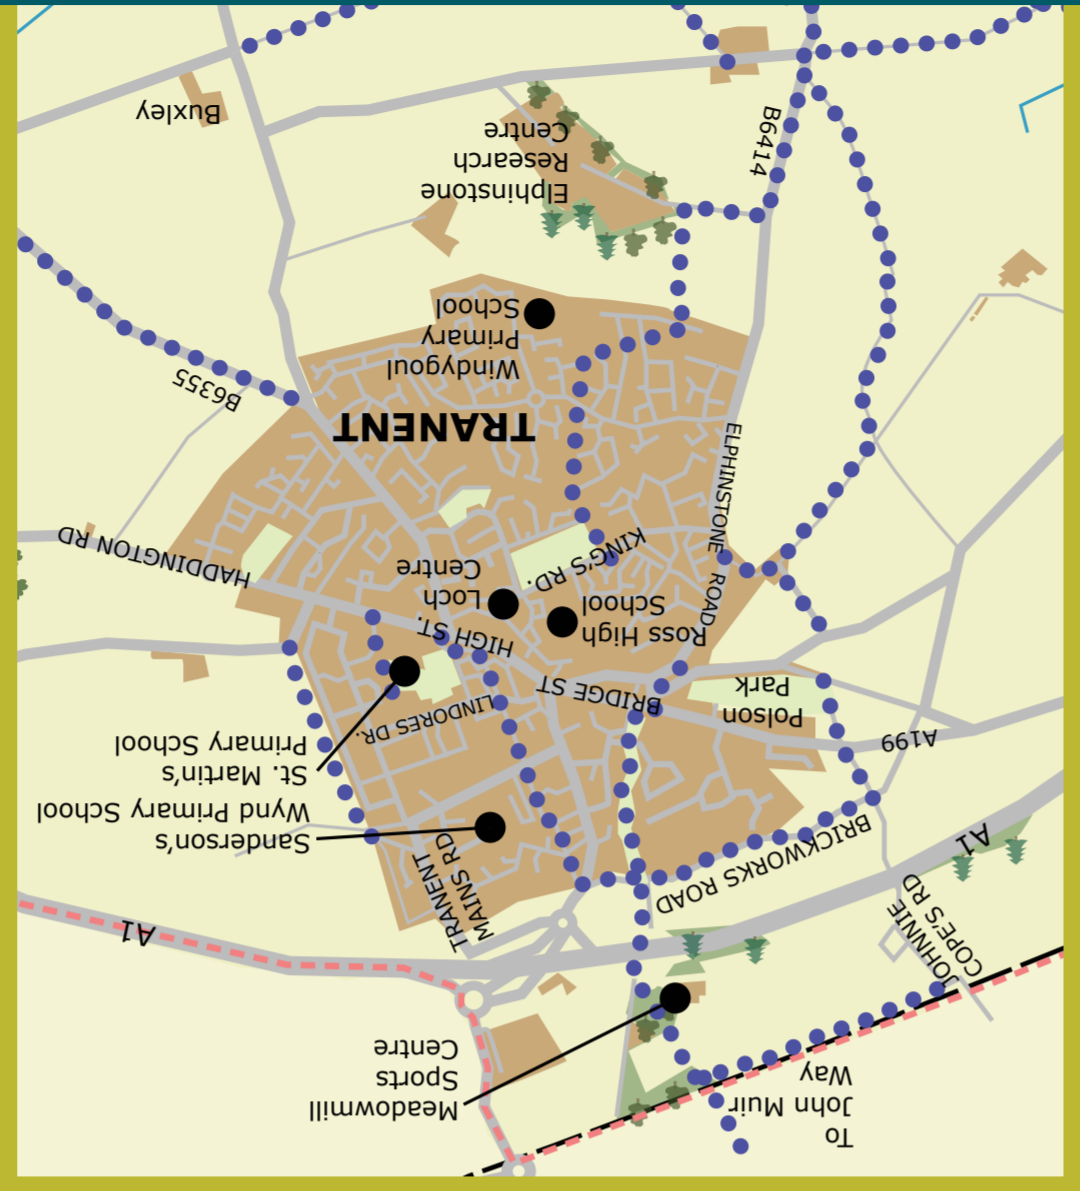 To
John Muir
Way
Meadowmill
Sports
Centre
JOHNNIE
COPE'S RD
A1
A1
TRANENT
MAINS RD
BRICKWORKS ROAD
Sanderson's
Wynd Primary School
St. Martin's
Primary School
A199
Polson
Park
LINDORES DR.
BRIDGE ST
HIGH ST.
Ross High
School
Loch
Centre
KING'S RD.
HADDINGTON RD
ELPHINSTONE ROAD
TRANENT
B6355
Windygoul
Primary
School
Elphinstone
Research
Centre
B6414
Buxley